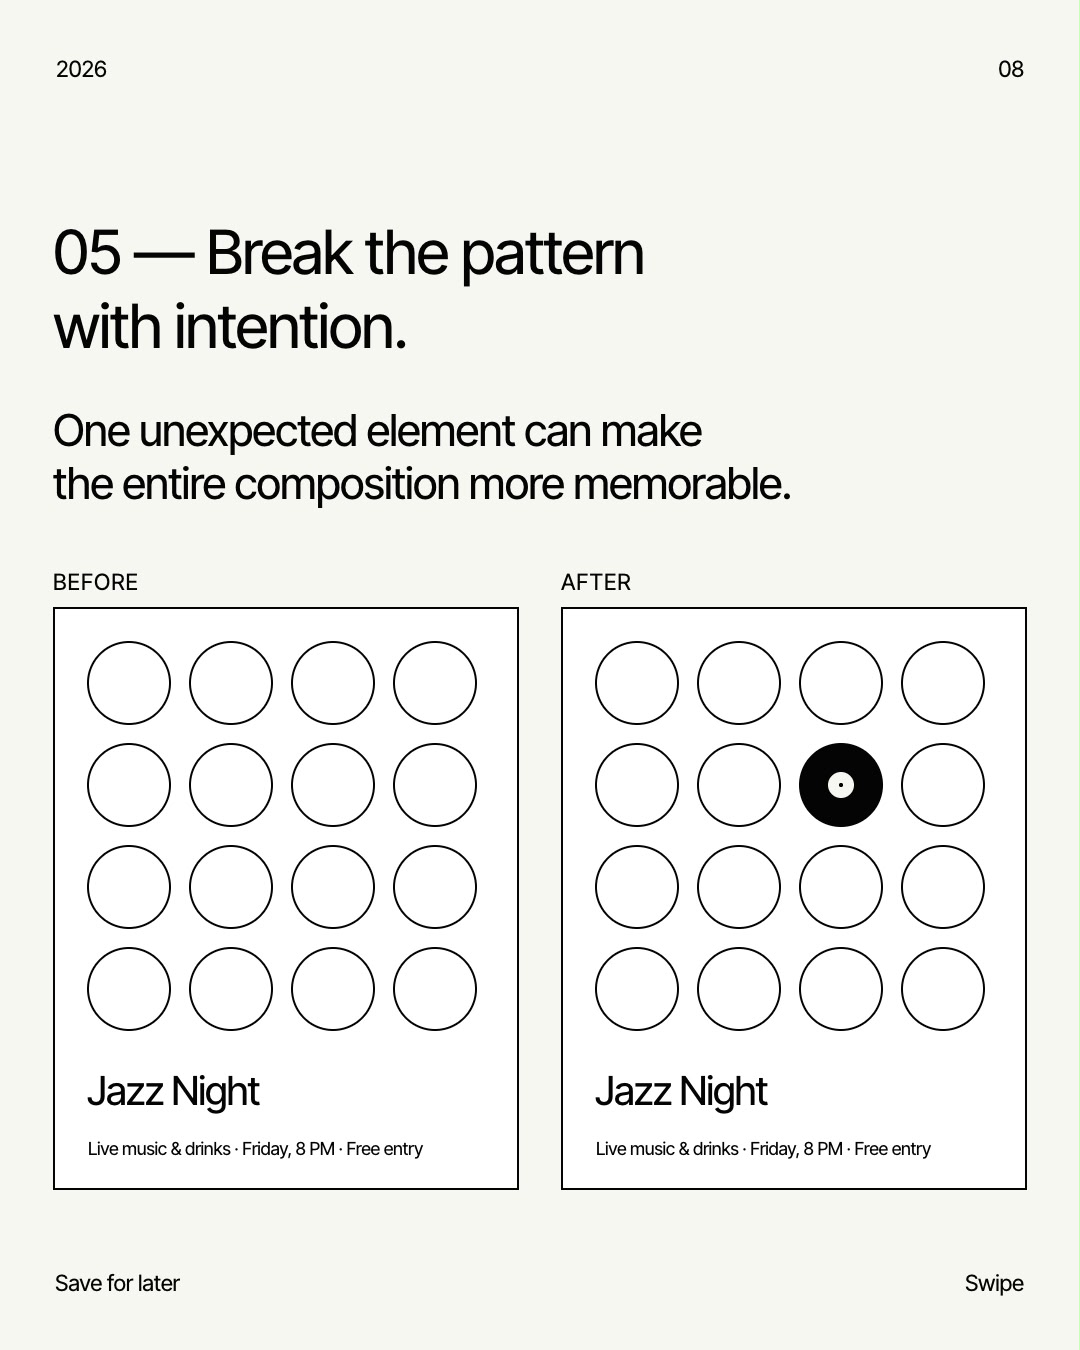 2026
08
05 — Break the pattern
with intention.
One unexpected element can make
the entire composition more memorable.
BEFORE
Jazz Night
Live music & drinks · Friday, 8 PM · Free entry
AFTER
Jazz Night
Live music & drinks · Friday, 8 PM · Free entry
Save for later
Swipe